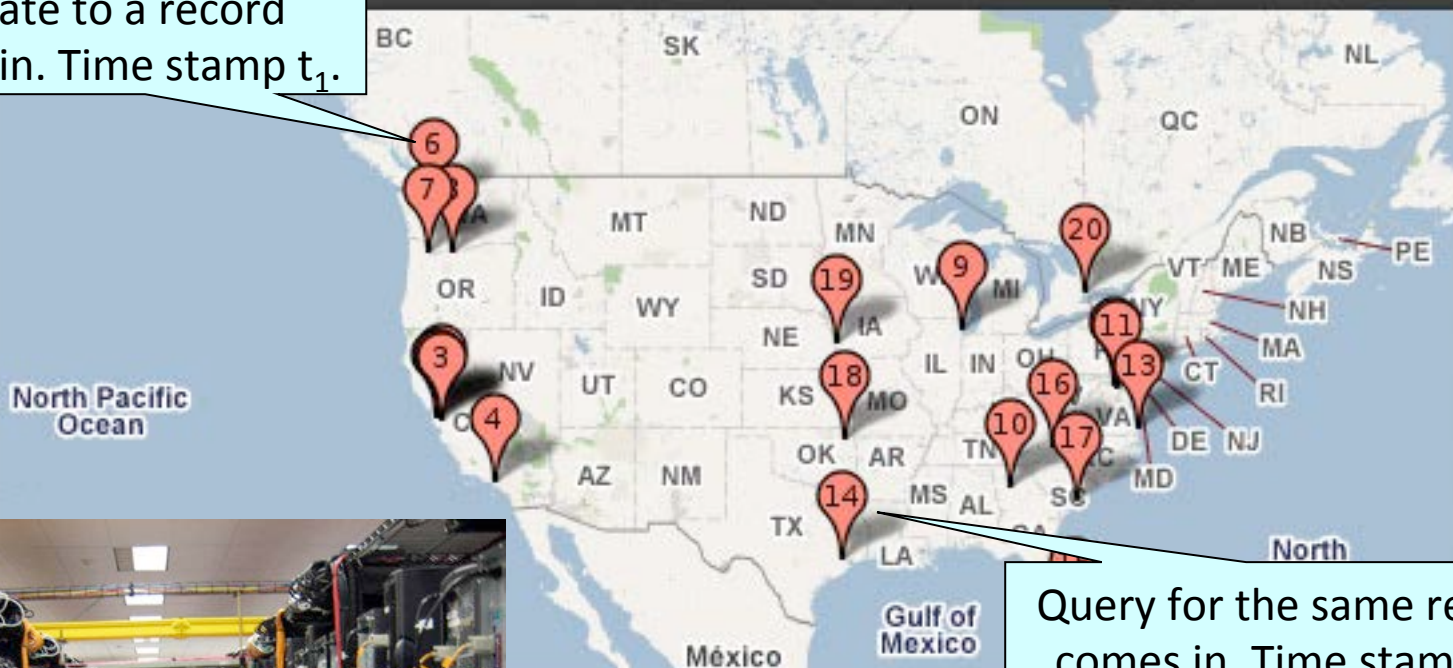 ate to a record
in. Time stamp t₁.
BC
SK
NL
ON
QC
6
7
20
MT
ND
MN
NB
PE
VT
ME
NS
OR
ID
SD
19
9
MI
NH
WY
NY
IA
11
MA
3
NV
NE
IL
IN
CT
UT
CO
KS
18
MO
16
13
RI
North Pacific
Ocean
4
VA
10
17
DE
NJ
OK
AR
TN
AZ
NM
MD
14
MS
AL
SC
TX
LA
North
Gulf of
Mexico
México
Query for the same re
comes in. Time stam